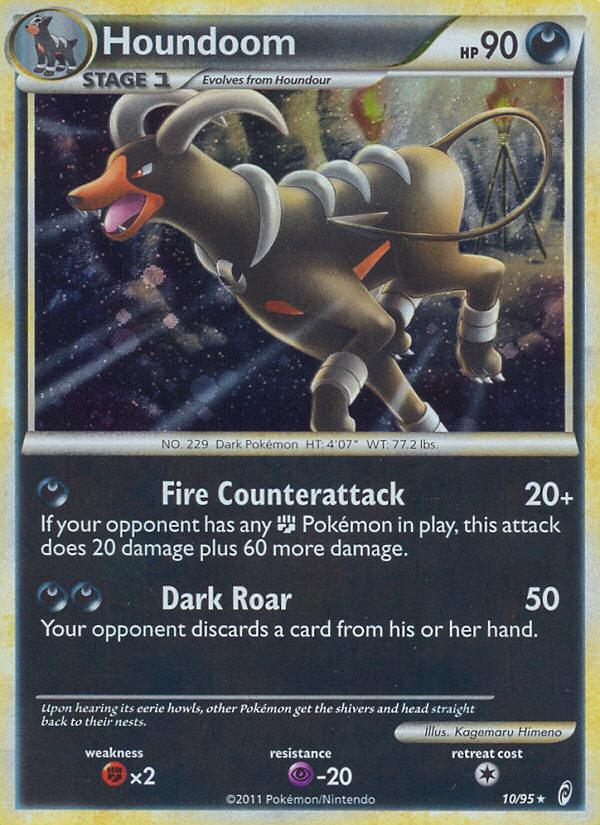 Houndoom HP 90
STAGE 1 Evolves from Houndour
NO. 229 Dark Pokémon HT: 4'07" WT: 77.2 lbs.
Fire Counterattack 20+
If your opponent has any Pokémon in play, this attack
does 20 damage plus 60 more damage.
Dark Roar 50
Your opponent discards a card from his or her hand.
Upon hearing its eerie howls, other Pokémon get the shivers and head straight
back to their nests.
Illus. Kagemaru Himeno
weakness resistance retreat cost
×2 -20
©2011 Pokémon/Nintendo 10/95 ★